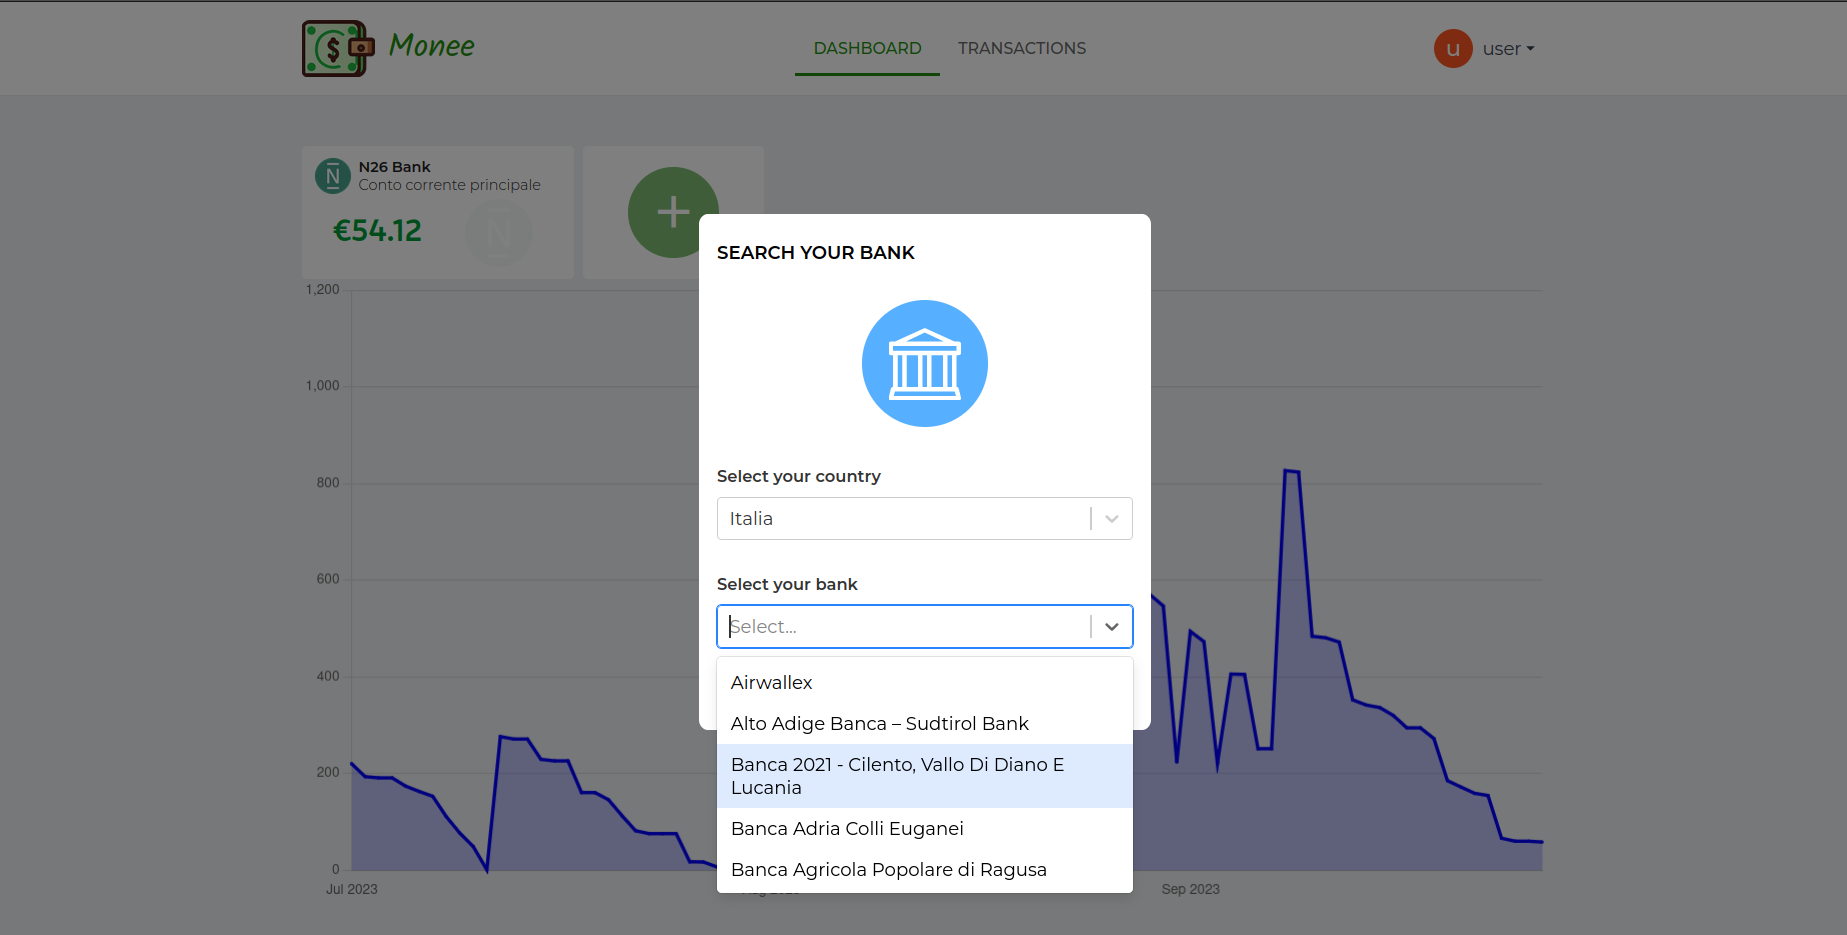 Monee
DASHBOARD
TRANSACTIONS
u
user
N26 Bank
Conto corrente principale
€54.12
N
+
SEARCH YOUR BANK
Select your country
Italia
Select your bank
Select...
Airwallex
Alto Adige Banca – Sudtirol Bank
Banca 2021 - Cilento, Vallo Di Diano E
Lucania
Banca Adria Colli Euganei
Banca Agricola Popolare di Ragusa
1,200
1,000
800
600
400
200
0
Jul 2023
Sep 2023